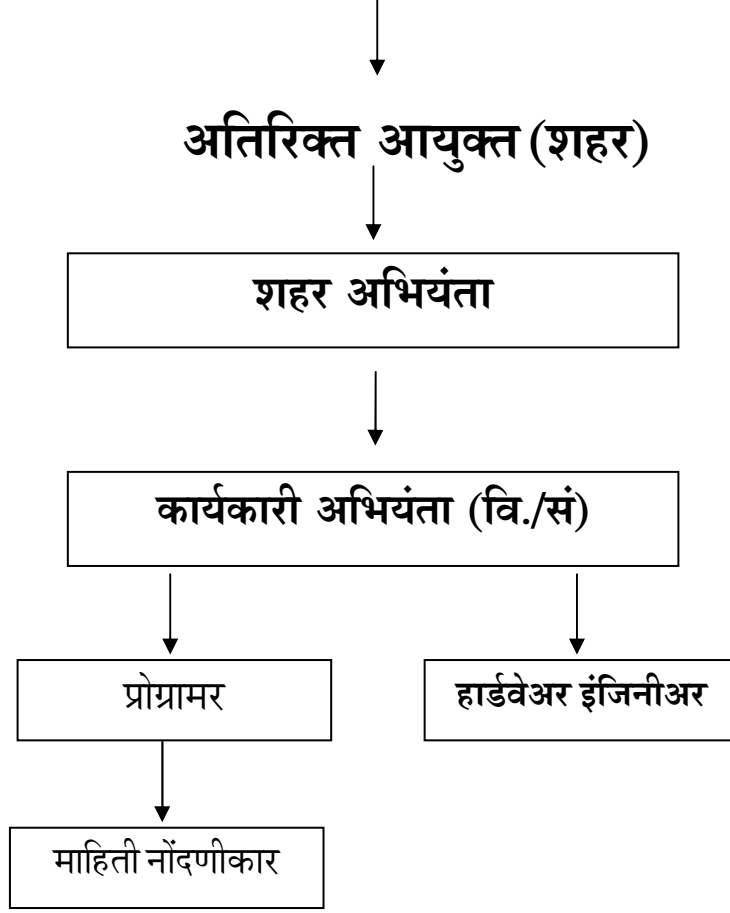 अतिरिक्त आयुक्त (शहर)
शहर अभियंता
कार्यकारी अभियंता (वि./सं)
प्रोग्रामर
हार्डवेअर इंजिनीअर
माहिती नोंदणीकार